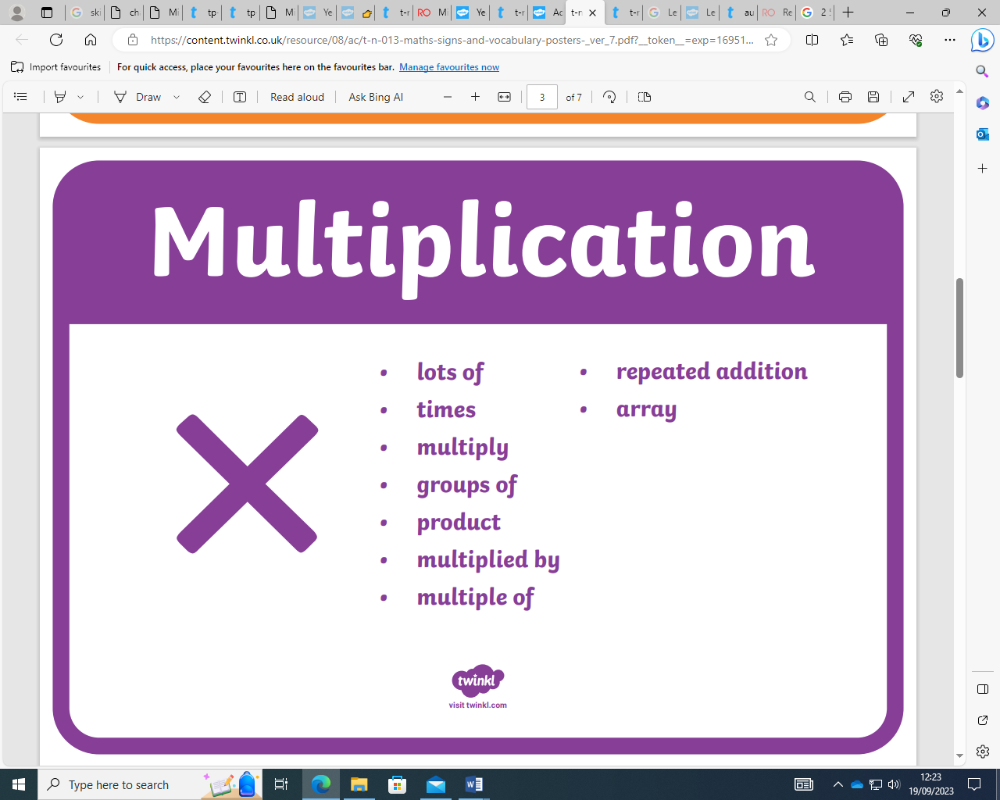 ski
ch
Mi
tp
tp
M
Ye
t-r
M
Ye
t-r
Ac
t-n
t-r
Le
Le
au
Re
2
https://content.twinkl.co.uk/resource/08/ac/t-n-013-maths-signs-and-vocabulary-posters-_ver_7.pdf?__token__=exp=16951...
Import favourites
For quick access, place your favourites here on the favourites bar. Manage favourites now
Draw
Read aloud
Ask Bing AI
3 of 7
Multiplication
• lots of
• times
• multiply
• groups of
• product
• multiplied by
• multiple of
• repeated addition
• array
twinkl
visit twinkl.com
Type here to search
12:23
19/09/2023